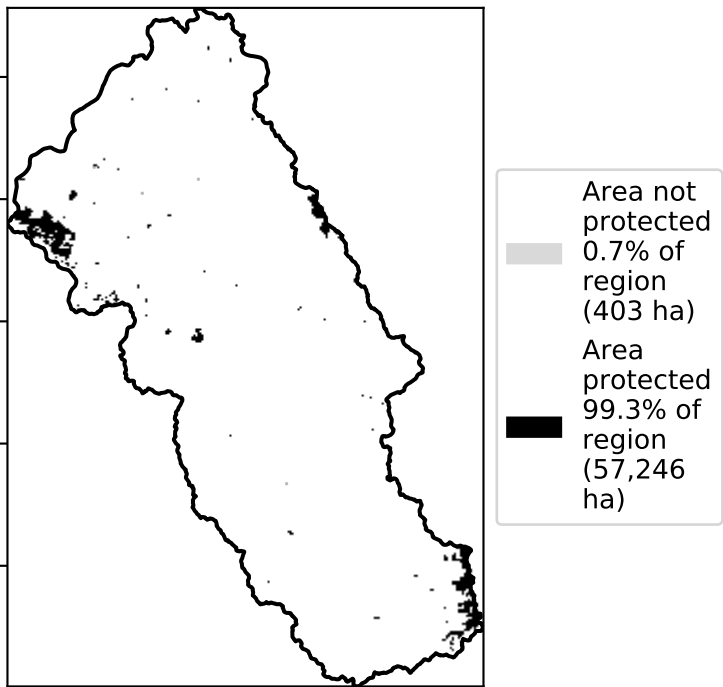 Area not
protected
0.7% of
region
(403 ha)
Area
protected
99.3% of
region
(57,246
ha)